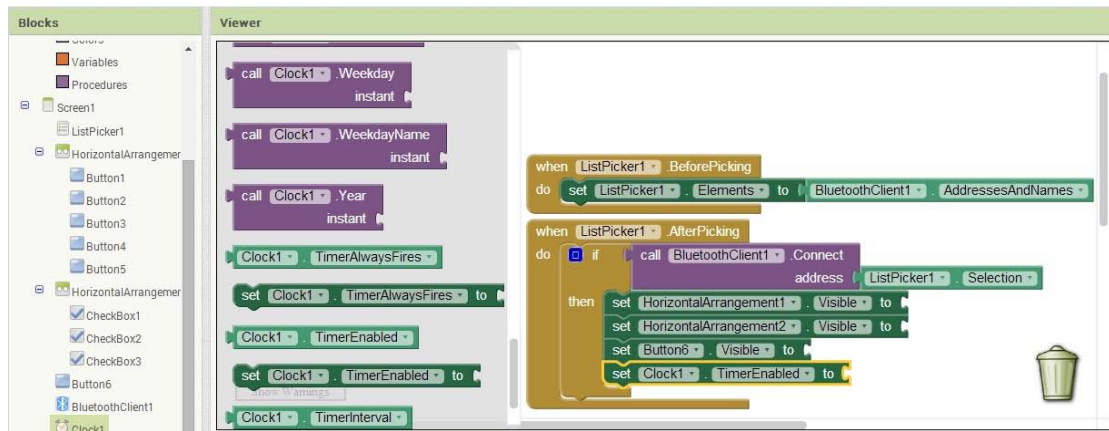 Blocks
Viewer
Colors
Variables
Procedures
Screen1
ListPicker1
HorizontalArrangemer
Button1
Button2
Button3
Button4
Button5
HorizontalArrangemer
CheckBox1
CheckBox2
CheckBox3
Button6
BluetoothClient1
Clock1
call Clock1 .Weekday
instant
call Clock1 .WeekdayName
instant
call Clock1 .Year
instant
Clock1 . TimerAlwaysFires
set Clock1 . TimerAlwaysFires to
Clock1 . TimerEnabled
set Clock1 . TimerEnabled to
Show Warnings
Clock1 . TimerInterval
when ListPicker1 .BeforePicking
do set ListPicker1 . Elements to BluetoothClient1 . AddressesAndNames
when ListPicker1 .AfterPicking
do if call BluetoothClient1 .Connect
address ListPicker1 . Selection
then set HorizontalArrangement1 . Visible to
set HorizontalArrangement2 . Visible to
set Button6 . Visible to
set Clock1 . TimerEnabled to